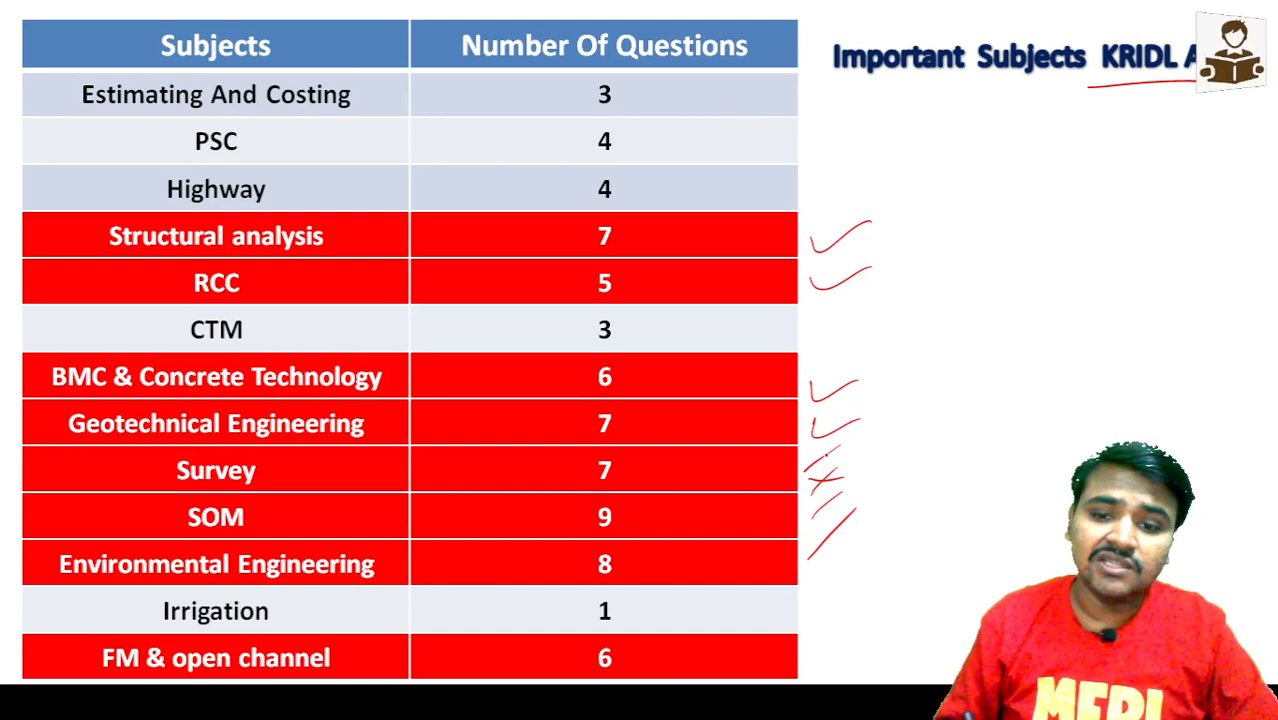 Subjects Number Of Questions
Important Subjects KRIDL
Estimating And Costing 3
PSC 4
Highway 4
Structural analysis 7
RCC 5
CTM 3
BMC & Concrete Technology 6
Geotechnical Engineering 7
Survey 7
SOM 9
Environmental Engineering 8
Irrigation 1
FM & open channel 6